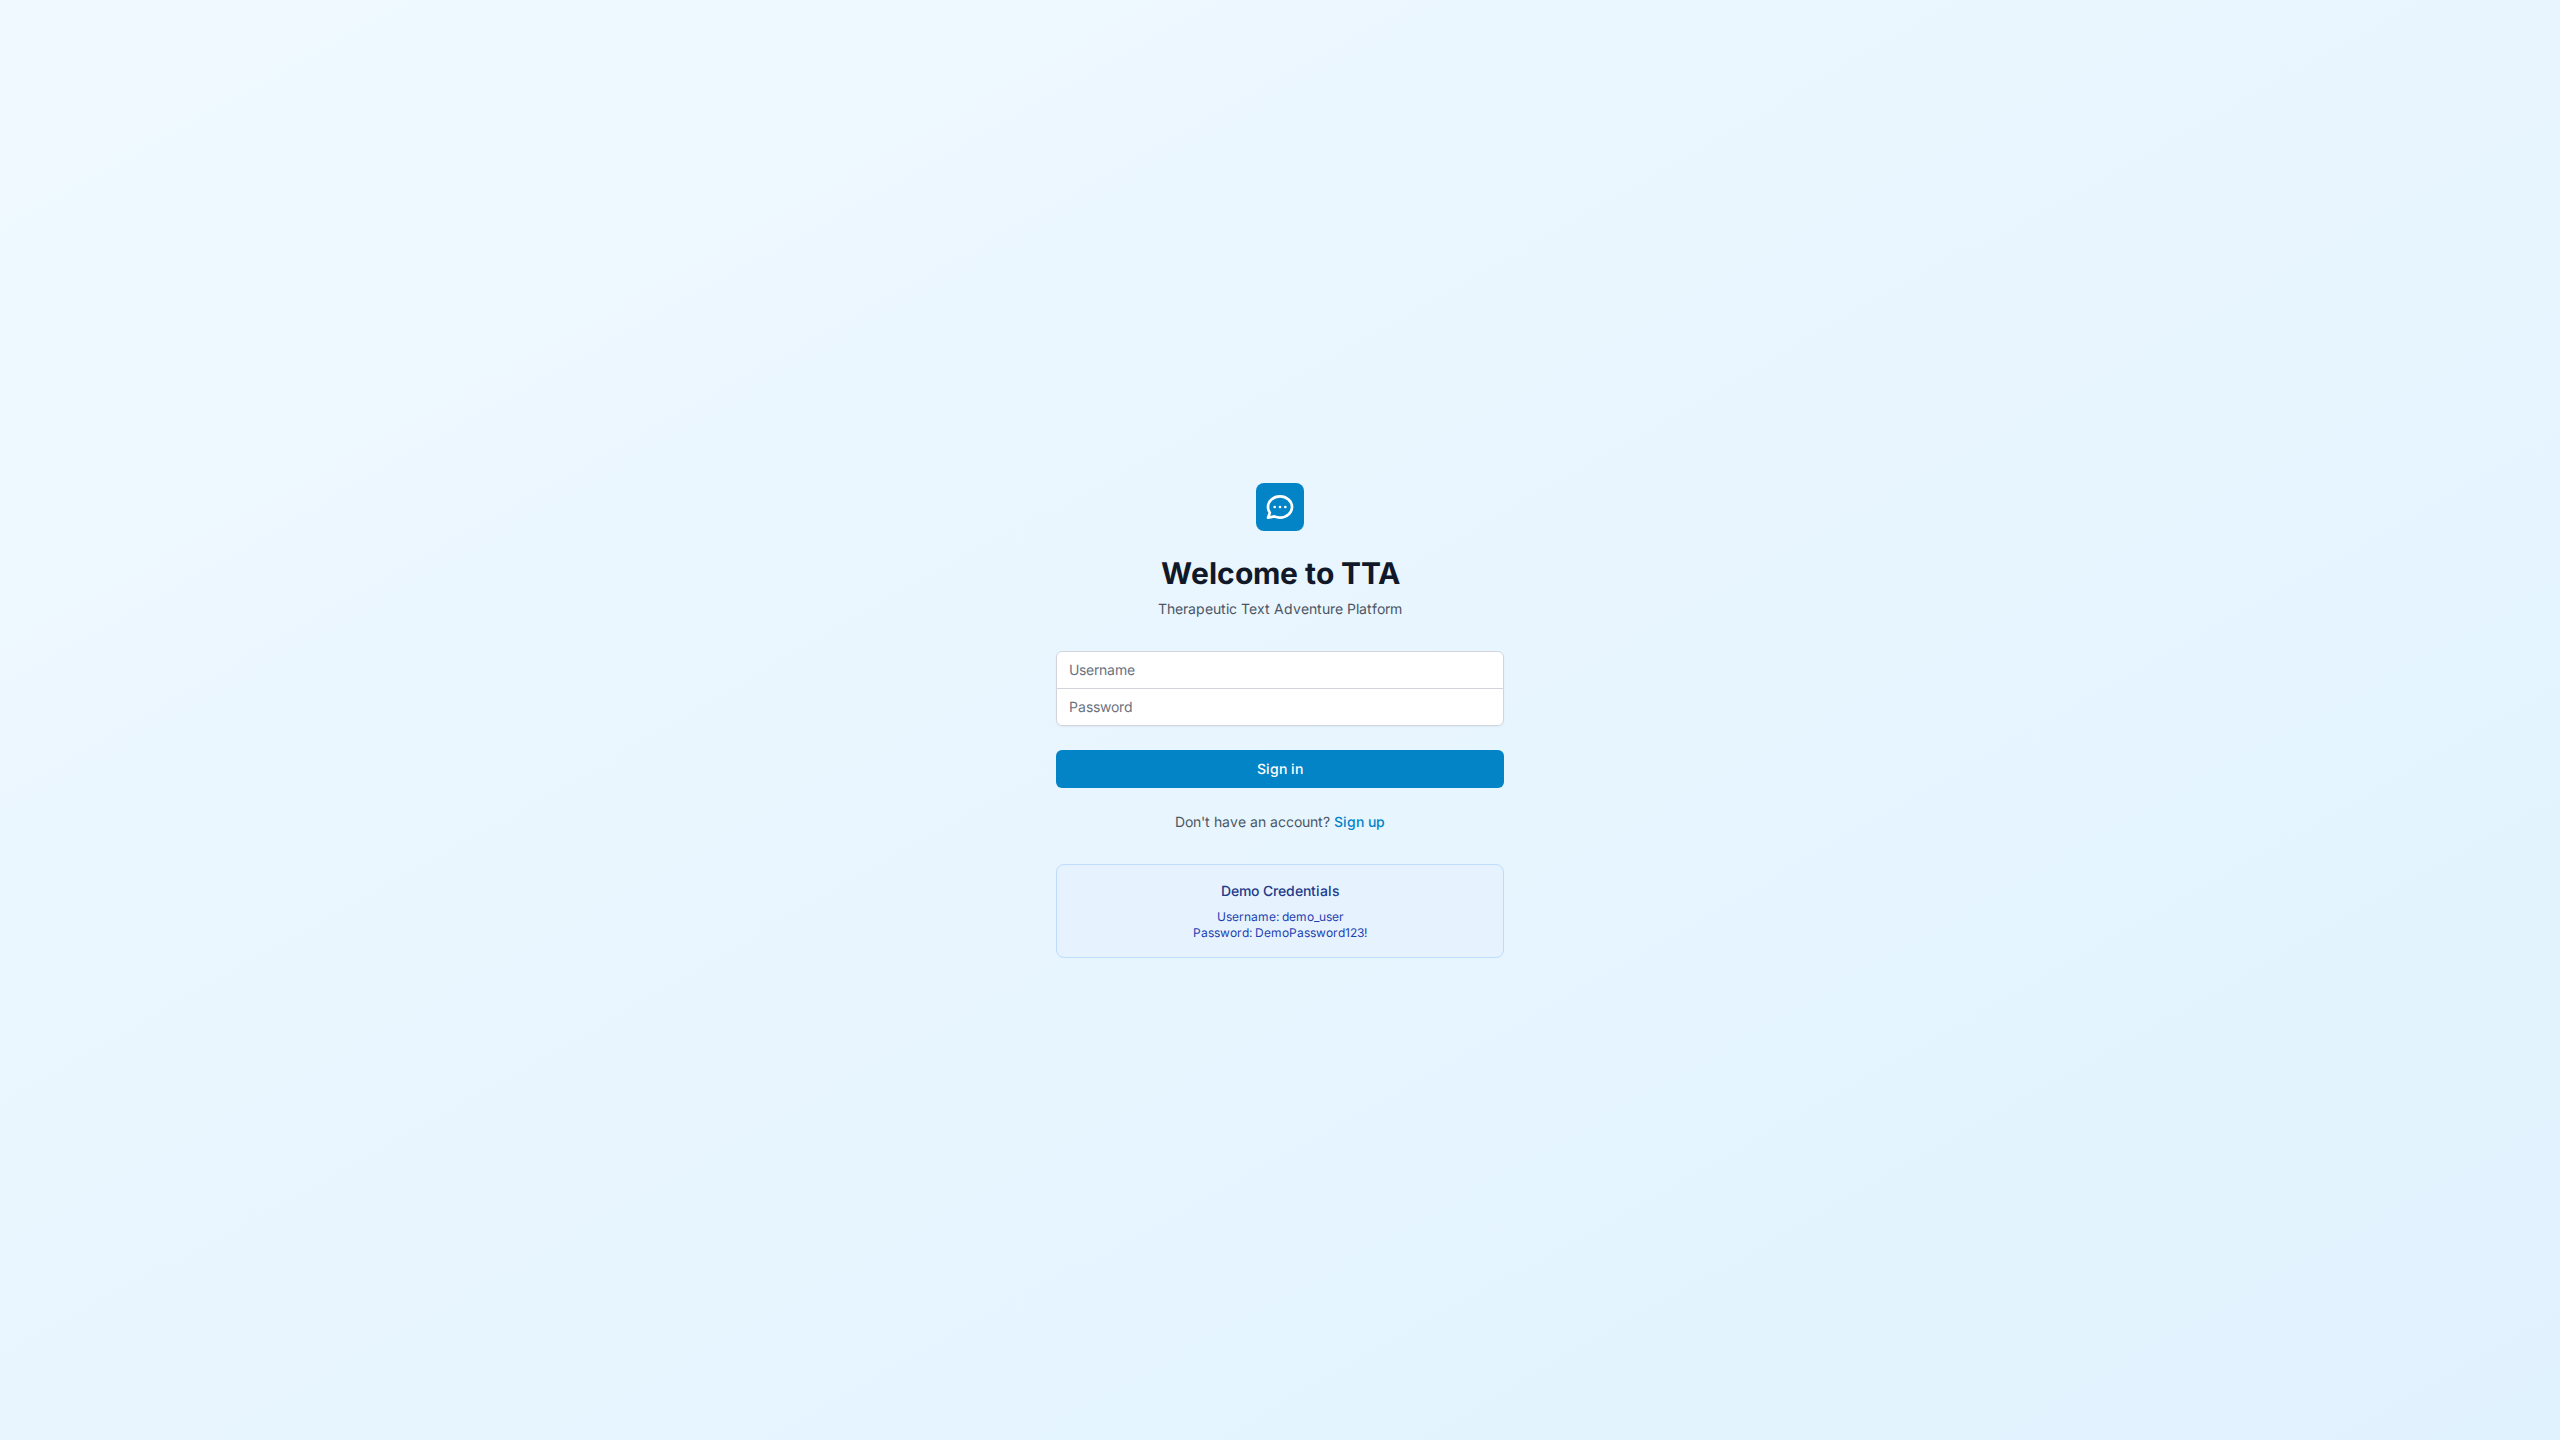 Welcome to TTA
Therapeutic Text Adventure Platform
Username
Password
Sign in
Don't have an account? Sign up
Demo Credentials
Username: demo_user
Password: DemoPassword123!